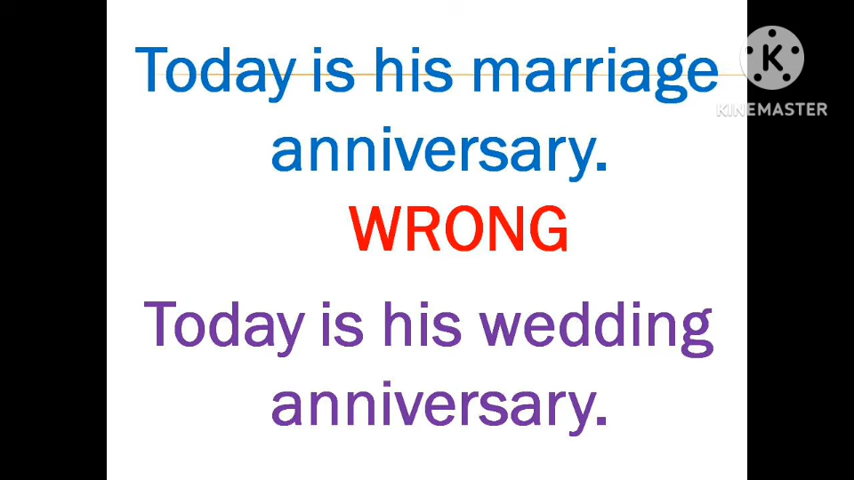 Today is his marriage
anniversary.
WRONG
Today is his wedding
anniversary.
K
KINEMASTER